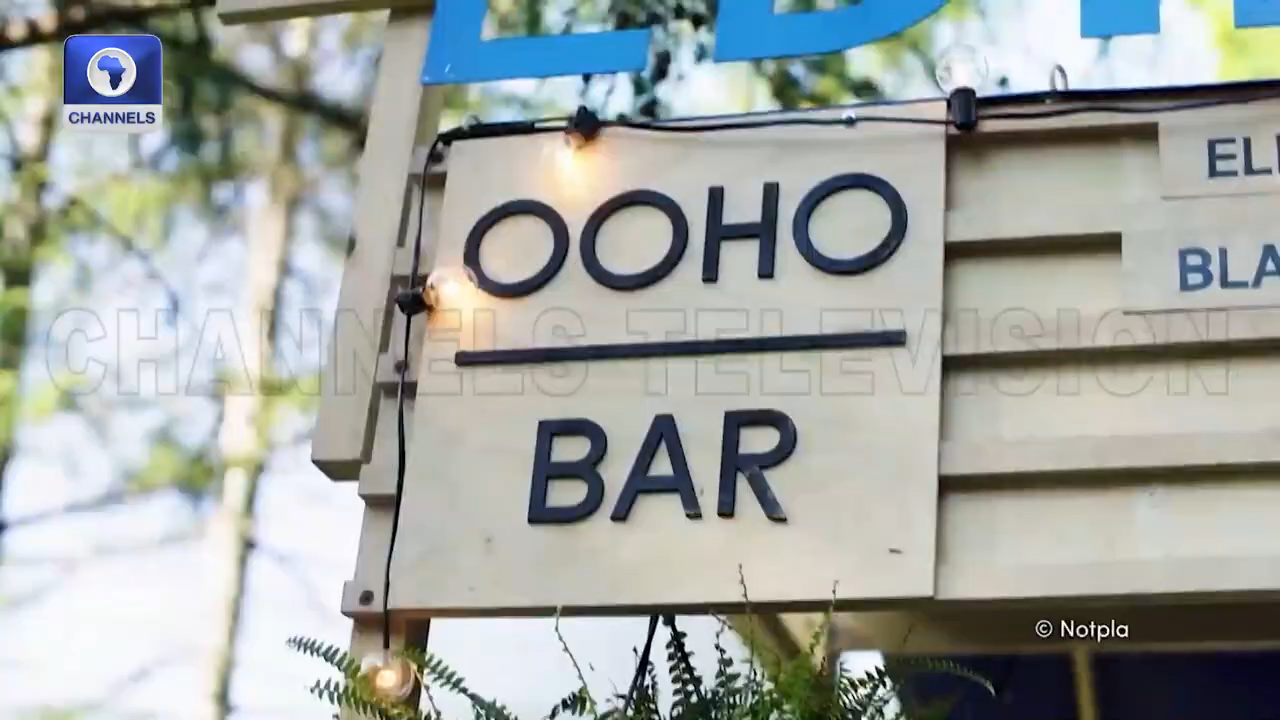 CHANNELS
OOHO
BAR
CHANNELS TELEVISION
© Notpla